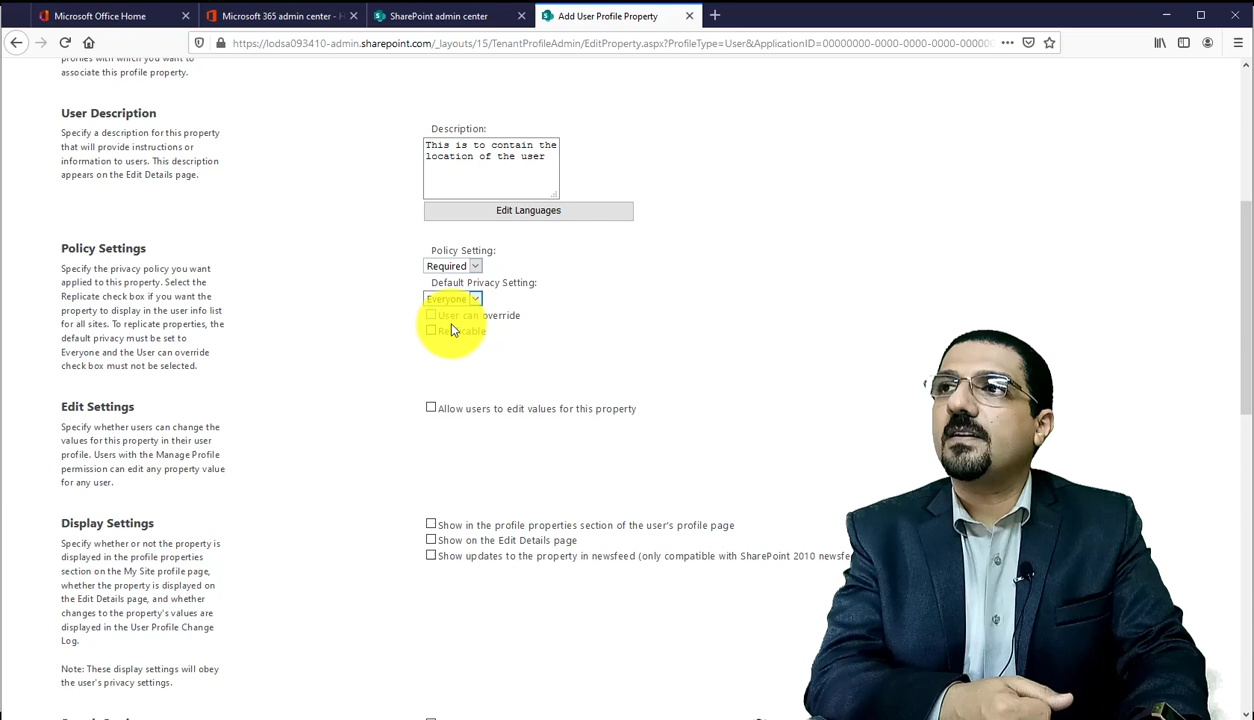 Microsoft Office Home
Microsoft 365 admin center - H
SharePoint admin center
Add User Profile Property
https://lodsa093410-admin.sharepoint.com/_layouts/15/TenantProfileAdmin/EditProperty.aspx?ProfileType=User&ApplicationID=00000000-0000-0000-0000-00000
profiles with which you want to
associate this profile property.
User Description
Specify a description for this property
that will provide instructions or
information to users. This description
appears on the Edit Details page.
Description:
This is to contain the
location of the user
Edit Languages
Policy Settings
Specify the privacy policy you want
applied to this property. Select the
Replicate check box if you want the
property to display in the user info list
for all sites. To replicate properties, the
default privacy must be set to
Everyone and the User can override
check box must not be selected.
Policy Setting:
Required
Default Privacy Setting:
Everyone
User can override
Replicable
Edit Settings
Specify whether users can change the
values for this property in their user
profile. Users with the Manage Profile
permission can edit any property value
for any user.
Allow users to edit values for this property
Display Settings
Specify whether or not the property is
displayed in the profile properties
section on the My Site profile page,
whether the property is displayed on
the Edit Details page, and whether
changes to the property's values are
displayed in the User Profile Change
Log.
Note: These display settings will obey
the user's privacy settings.
Show in the profile properties section of the user's profile page
Show on the Edit Details page
Show updates to the property in newsfeed (only compatible with SharePoint 2010 newsfe